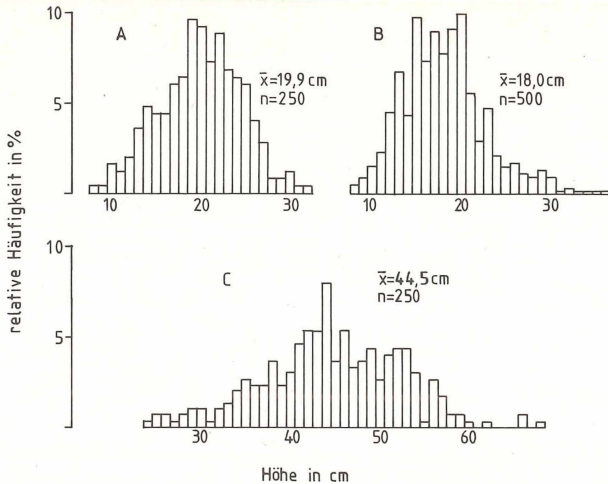 10
5
A
x̄=19,9 cm
n=250
10 20 30
B
x̄=18,0 cm
n=500
10 20 30
relative Häufigkeit in %
10
5
C
x̄=44,5 cm
n=250
30 40 50 60
Höhe in cm